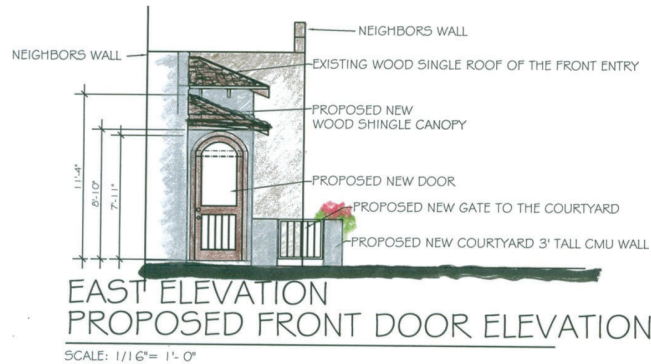 NEIGHBORS WALL
NEIGHBORS WALL
EXISTING WOOD SINGLE ROOF OF THE FRONT ENTRY
PROPOSED NEW
WOOD SHINGLE CANOPY
11'-4"
8'-10"
7'-11"
PROPOSED NEW DOOR
PROPOSED NEW GATE TO THE COURTYARD
PROPOSED NEW COURTYARD 3' TALL CMU WALL
EAST ELEVATION
PROPOSED FRONT DOOR ELEVATION
SCALE: 1/16"= 1'- 0"